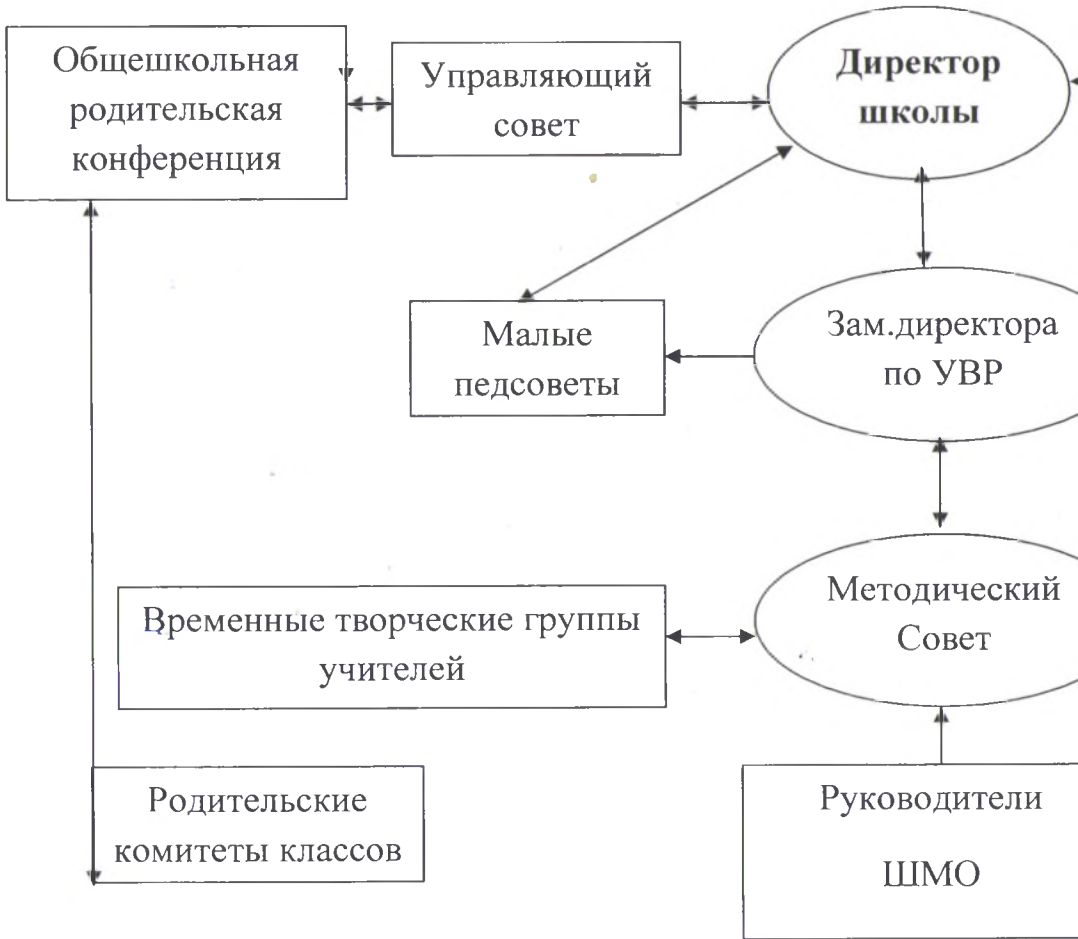 Общешкольная
родительская
конференция
Управляющий
совет
Директор
школы
Малые
педсоветы
Зам.директора
по УВР
Временные творческие группы
учителей
Методический
Совет
Родительские
комитеты классов
Руководители
ШМО